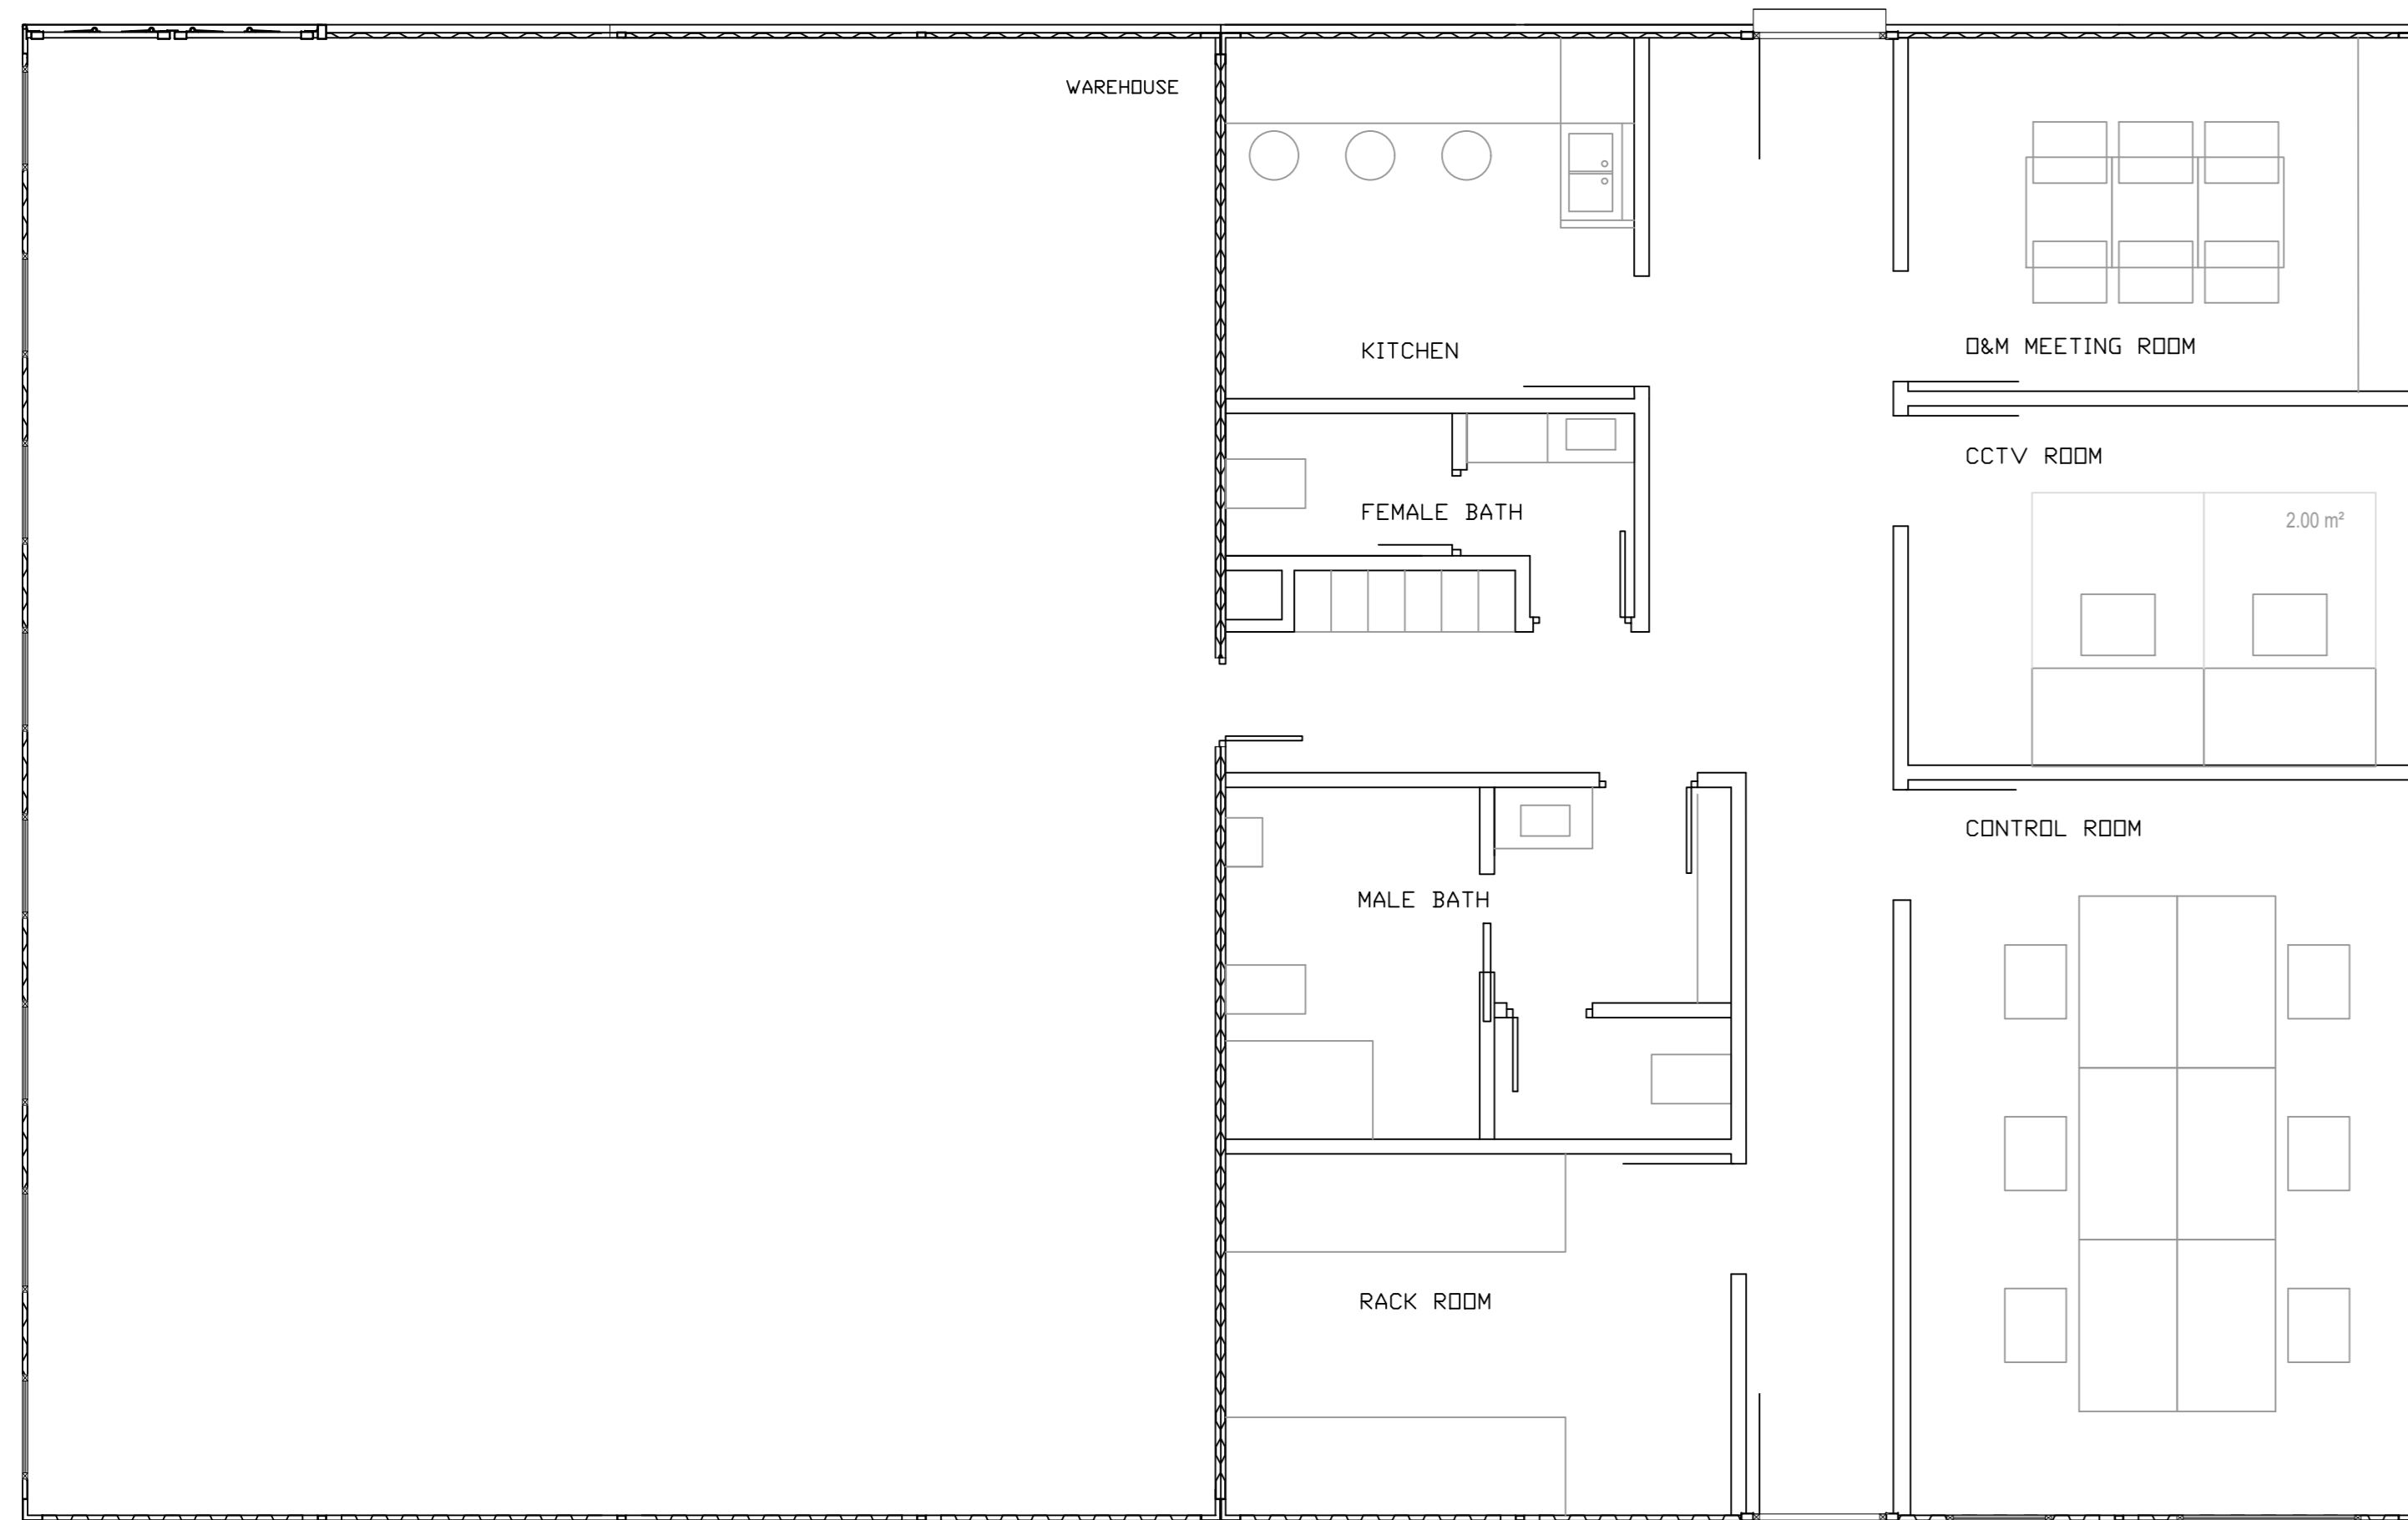 WAREHOUSE
KITCHEN
O&M MEETING ROOM
CCTV ROOM
FEMALE BATH
2.00 m²
CONTROL ROOM
MALE BATH
RACK ROOM